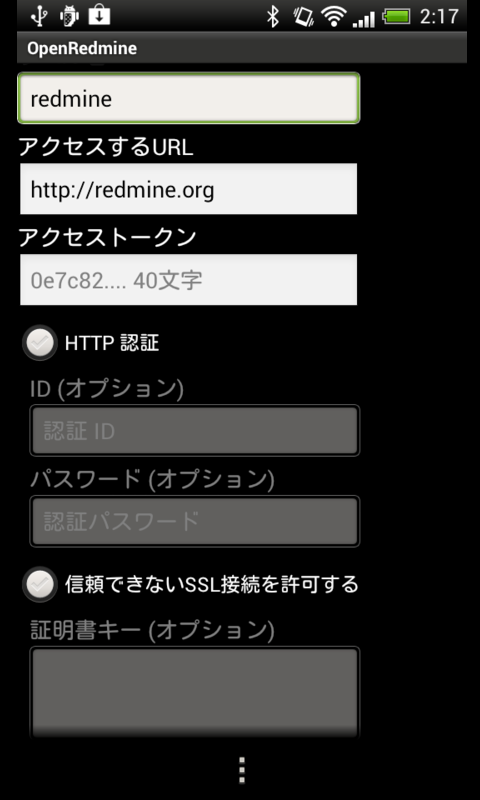 2:17
OpenRedmine
redmine
アクセスするURL
http://redmine.org
アクセストークン
0e7c82.... 40文字
HTTP 認証
ID (オプション)
認証 ID
パスワード (オプション)
認証パスワード
信頼できないSSL接続を許可する
証明書キー (オプション)